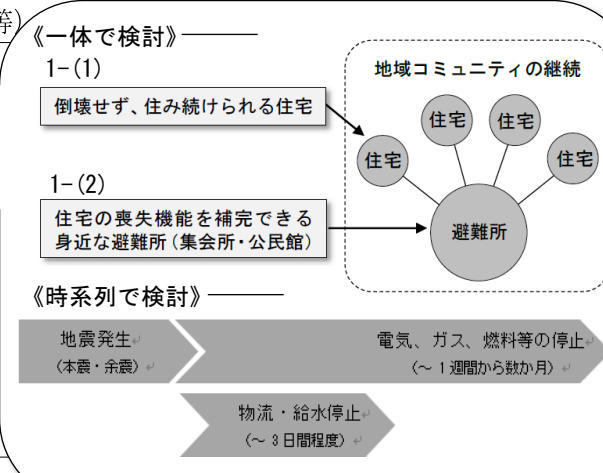 等)
《一体で検討》
1-(1)
倒壊せず、住み続けられる住宅
1-(2)
住宅の喪失機能を補完できる
身近な避難所(集会所・公民館)
地域コミュニティの継続
住宅
住宅
住宅
住宅
避難所
《時系列で検討》
地震発生
(本震・余震)
電気、ガス、燃料等の停止
(~1週間から数か月)
物流・給水停止
(~3日間程度)